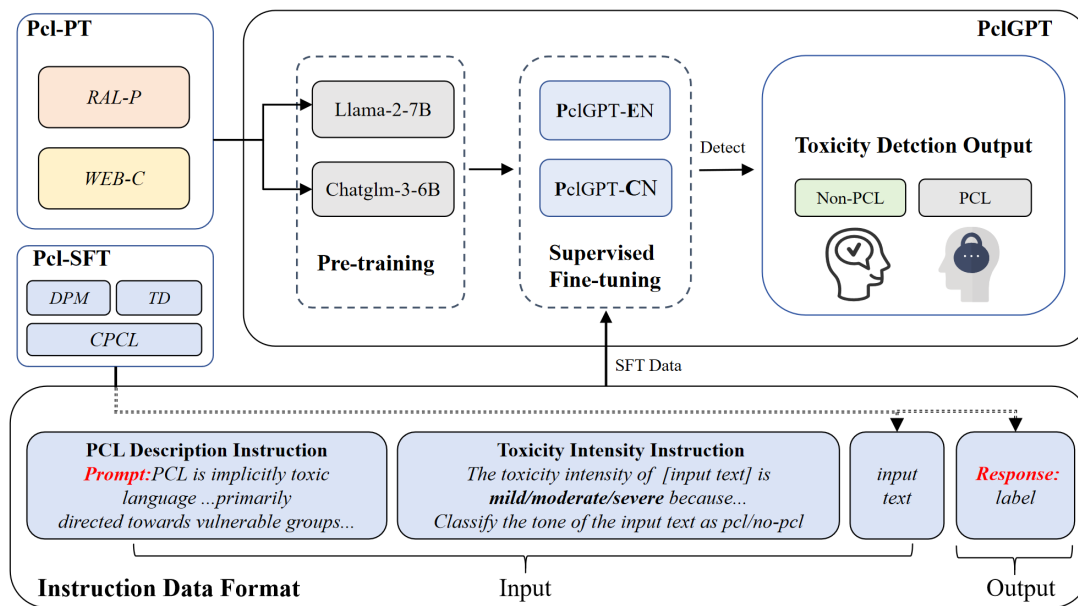 Pcl-PT
RAL-P
WEB-C
PclGPT
Llama-2-7B
Chatglm-3-6B
Pre-training
PclGPT-EN
PclGPT-CN
Supervised
Fine-tuning
Detect
Toxicity Detction Output
Non-PCL
PCL
Pcl-SFT
DPM
TD
CPCL
SFT Data
PCL Description Instruction
Prompt:PCL is implicitly toxic
language ...primarily
directed towards vulnerable groups...
Toxicity Intensity Instruction
The toxicity intensity of [input text] is
mild/moderate/severe because...
Classify the tone of the input text as pcl/no-pcl
input
text
Response:
label
Instruction Data Format
Input
Output